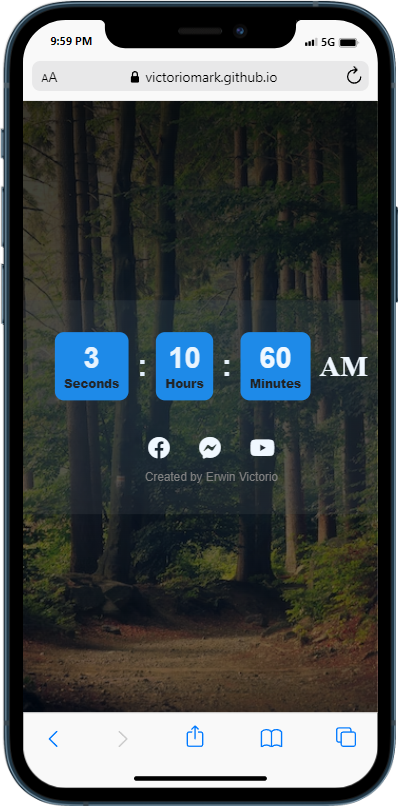 9:59 PM
5G
AA
victoriomark.github.io
3 : 10 : 60 AM
Seconds Hours Minutes
Created by Erwin Victorio